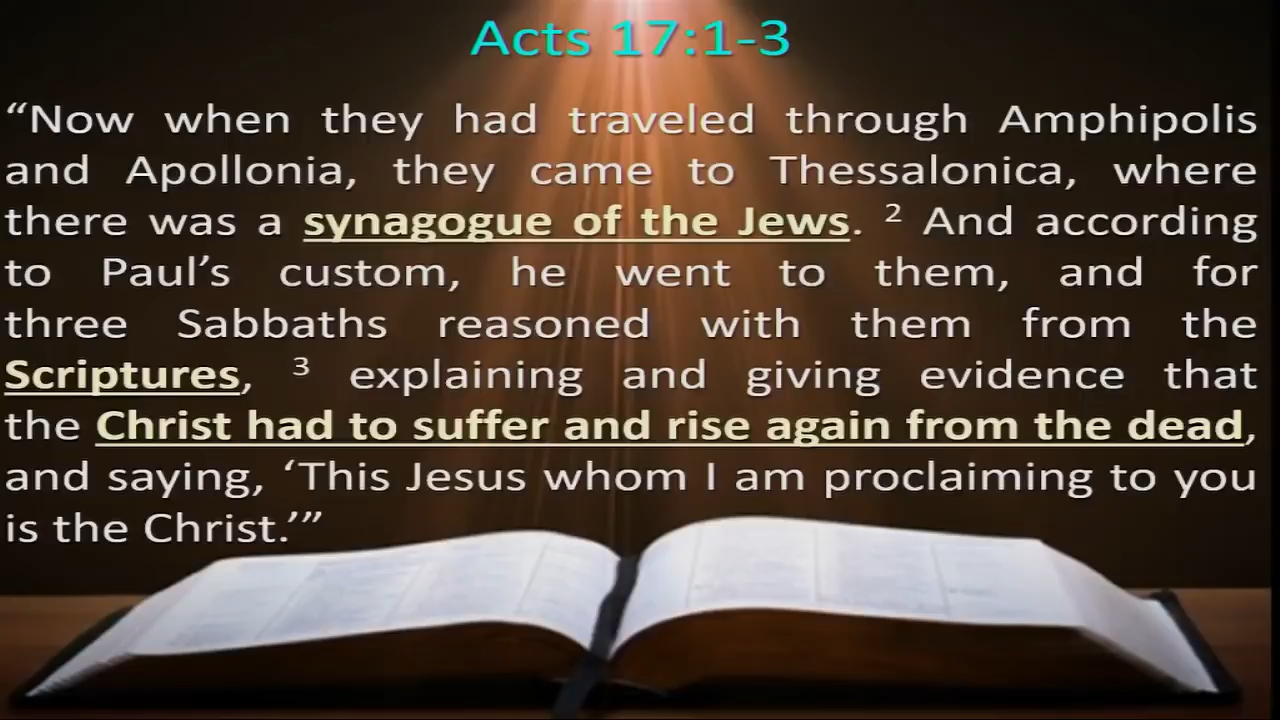 Acts 17:1-3
“Now when they had traveled through Amphipolis
and Apollonia, they came to Thessalonica, where
there was a synagogue of the Jews. 2 And according
to Paul’s custom, he went to them, and for
three Sabbaths reasoned with them from the
Scriptures, 3 explaining and giving evidence that
the Christ had to suffer and rise again from the dead,
and saying, ‘This Jesus whom I am proclaiming to you
is the Christ.’”